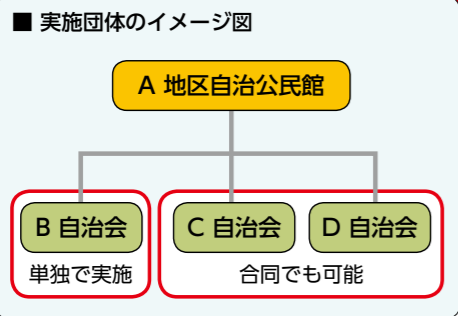 ■ 実施団体のイメージ図
A 地区自治公民館
B 自治会
C 自治会
D 自治会
単独で実施
合同でも可能